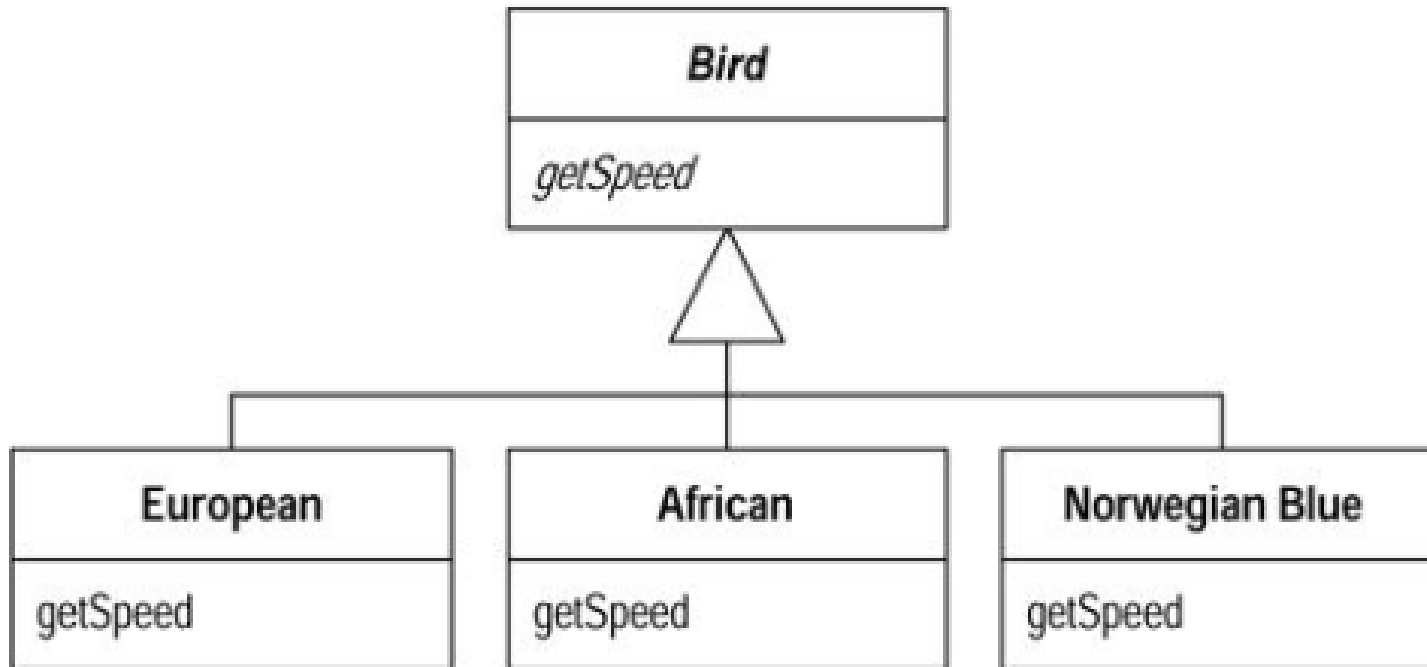 Bird
getSpeed
European
African
Norwegian Blue
getSpeed
getSpeed
getSpeed